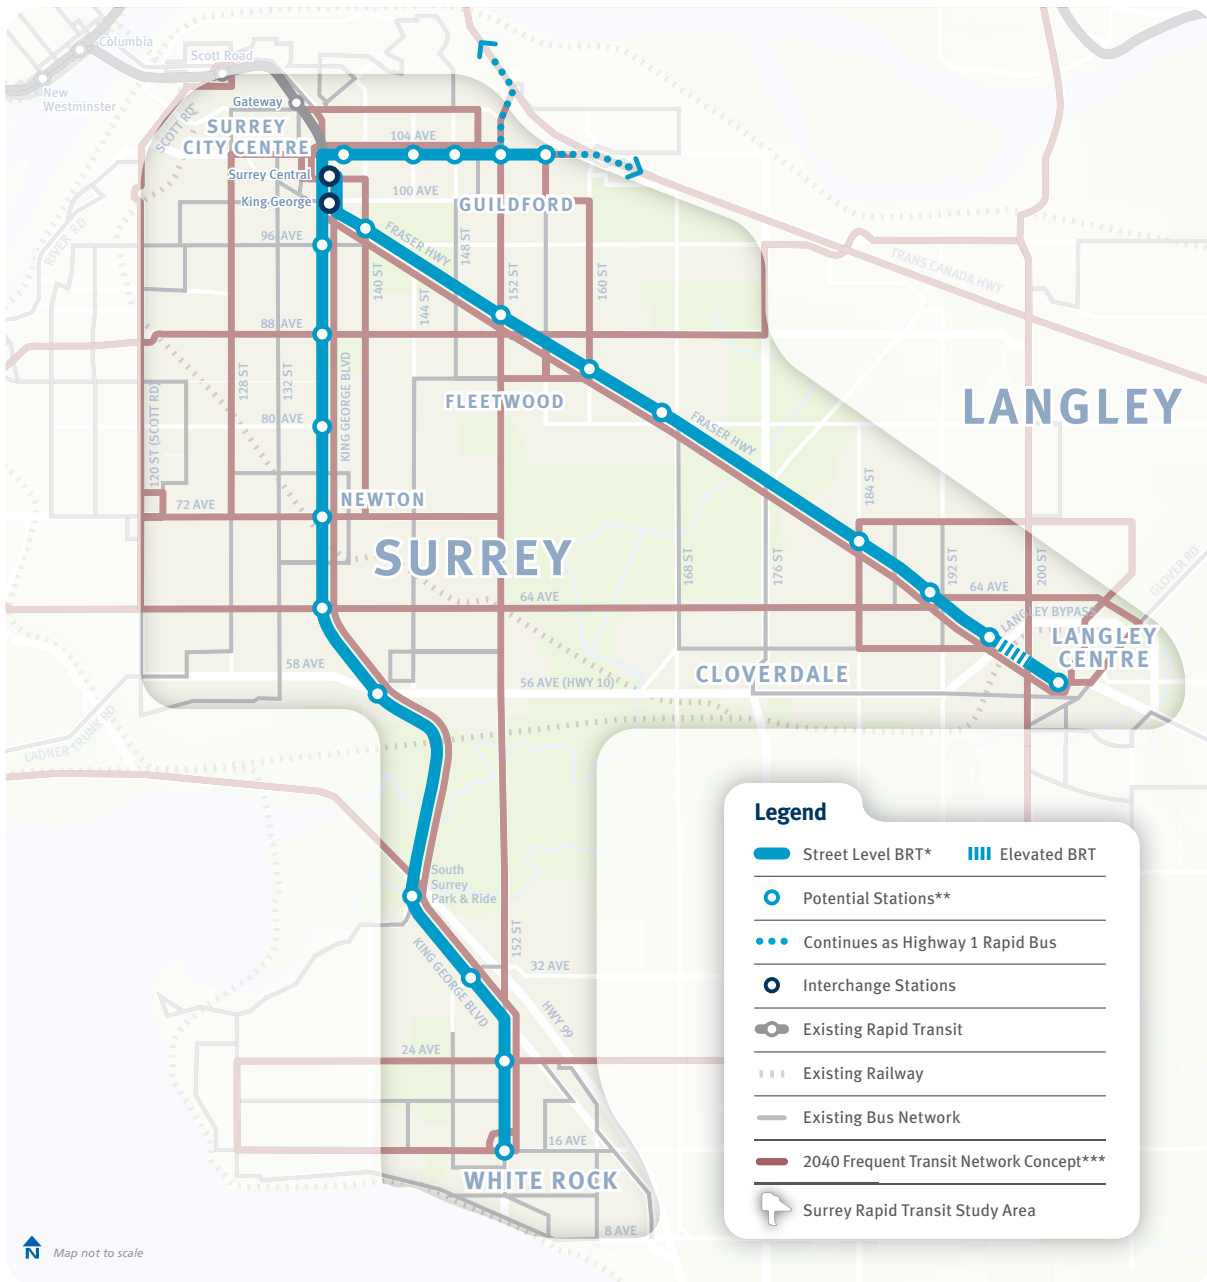 Columbia
Scott Road
New
Westminster
Gateway
SCOTT RD
SURREY
CITY CENTRE
104 AVE
Surrey Central
King George
100 AVE
GUILDFORD
RIVER RD
96 AVE
FRASER HWY
148 ST
140 ST
144 ST
152 ST
160 ST
TRANS CANADA HWY
88 AVE
128 ST
132 ST
KING GEORGE BLVD
120 ST (SCOTT RD)
FLEETWOOD
LANGLEY
80 AVE
FRASER HWY
184 ST
72 AVE
NEWTON
SURREY
168 ST
176 ST
192 ST
200 ST
GLOVER RD
64 AVE
64 AVE
LANGLEY BYPASS
LANGLEY
CENTRE
58 AVE
CLOVERDALE
56 AVE (HWY 10)
LADNER TRUNK RD
South
Surrey
Park & Ride
152 ST
KING GEORGE BLVD
32 AVE
HWY 99
24 AVE
16 AVE
WHITE ROCK
8 AVE
Legend
Street Level BRT*
Elevated BRT
Potential Stations**
Continues as Highway 1 Rapid Bus
Interchange Stations
Existing Rapid Transit
Existing Railway
Existing Bus Network
2040 Frequent Transit Network Concept***
Surrey Rapid Transit Study Area
N
Map not to scale